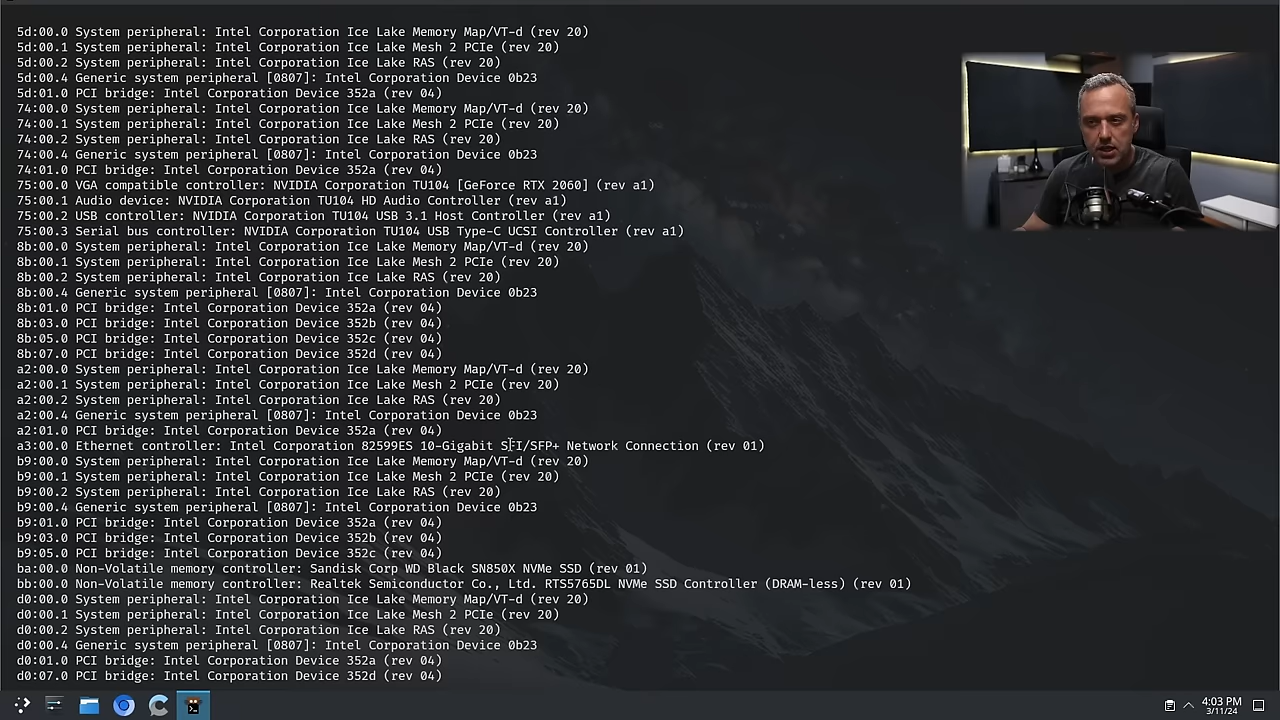 5d:00.0 System peripheral: Intel Corporation Ice Lake Memory Map/VT-d (rev 20)
5d:00.1 System peripheral: Intel Corporation Ice Lake Mesh 2 PCIe (rev 20)
5d:00.2 System peripheral: Intel Corporation Ice Lake RAS (rev 20)
5d:00.4 Generic system peripheral [0807]: Intel Corporation Device 0b23
5d:01.0 PCI bridge: Intel Corporation Device 352a (rev 04)
74:00.0 System peripheral: Intel Corporation Ice Lake Memory Map/VT-d (rev 20)
74:00.1 System peripheral: Intel Corporation Ice Lake Mesh 2 PCIe (rev 20)
74:00.2 System peripheral: Intel Corporation Ice Lake RAS (rev 20)
74:00.4 Generic system peripheral [0807]: Intel Corporation Device 0b23
74:01.0 PCI bridge: Intel Corporation Device 352a (rev 04)
75:00.0 VGA compatible controller: NVIDIA Corporation TU104 [GeForce RTX 2060] (rev a1)
75:00.1 Audio device: NVIDIA Corporation TU104 HD Audio Controller (rev a1)
75:00.2 USB controller: NVIDIA Corporation TU104 USB 3.1 Host Controller (rev a1)
75:00.3 Serial bus controller: NVIDIA Corporation TU104 USB Type-C UCSI Controller (rev a1)
8b:00.0 System peripheral: Intel Corporation Ice Lake Memory Map/VT-d (rev 20)
8b:00.1 System peripheral: Intel Corporation Ice Lake Mesh 2 PCIe (rev 20)
8b:00.2 System peripheral: Intel Corporation Ice Lake RAS (rev 20)
8b:00.4 Generic system peripheral [0807]: Intel Corporation Device 0b23
8b:01.0 PCI bridge: Intel Corporation Device 352a (rev 04)
8b:03.0 PCI bridge: Intel Corporation Device 352b (rev 04)
8b:05.0 PCI bridge: Intel Corporation Device 352c (rev 04)
8b:07.0 PCI bridge: Intel Corporation Device 352d (rev 04)
a2:00.0 System peripheral: Intel Corporation Ice Lake Memory Map/VT-d (rev 20)
a2:00.1 System peripheral: Intel Corporation Ice Lake Mesh 2 PCIe (rev 20)
a2:00.2 System peripheral: Intel Corporation Ice Lake RAS (rev 20)
a2:00.4 Generic system peripheral [0807]: Intel Corporation Device 0b23
a2:01.0 PCI bridge: Intel Corporation Device 352a (rev 04)
a3:00.0 Ethernet controller: Intel Corporation 82599ES 10-Gigabit SFI/SFP+ Network Connection (rev 01)
b9:00.0 System peripheral: Intel Corporation Ice Lake Memory Map/VT-d (rev 20)
b9:00.1 System peripheral: Intel Corporation Ice Lake Mesh 2 PCIe (rev 20)
b9:00.2 System peripheral: Intel Corporation Ice Lake RAS (rev 20)
b9:00.4 Generic system peripheral [0807]: Intel Corporation Device 0b23
b9:01.0 PCI bridge: Intel Corporation Device 352a (rev 04)
b9:03.0 PCI bridge: Intel Corporation Device 352b (rev 04)
b9:05.0 PCI bridge: Intel Corporation Device 352c (rev 04)
ba:00.0 Non-Volatile memory controller: Sandisk Corp WD Black SN850X NVMe SSD (rev 01)
bb:00.0 Non-Volatile memory controller: Realtek Semiconductor Co., Ltd. RTS5765DL NVMe SSD Controller (DRAM-less) (rev 01)
d0:00.0 System peripheral: Intel Corporation Ice Lake Memory Map/VT-d (rev 20)
d0:00.1 System peripheral: Intel Corporation Ice Lake Mesh 2 PCIe (rev 20)
d0:00.2 System peripheral: Intel Corporation Ice Lake RAS (rev 20)
d0:00.4 Generic system peripheral [0807]: Intel Corporation Device 0b23
d0:01.0 PCI bridge: Intel Corporation Device 352a (rev 04)
d0:07.0 PCI bridge: Intel Corporation Device 352d (rev 04)
4:03 PM
3/11/24